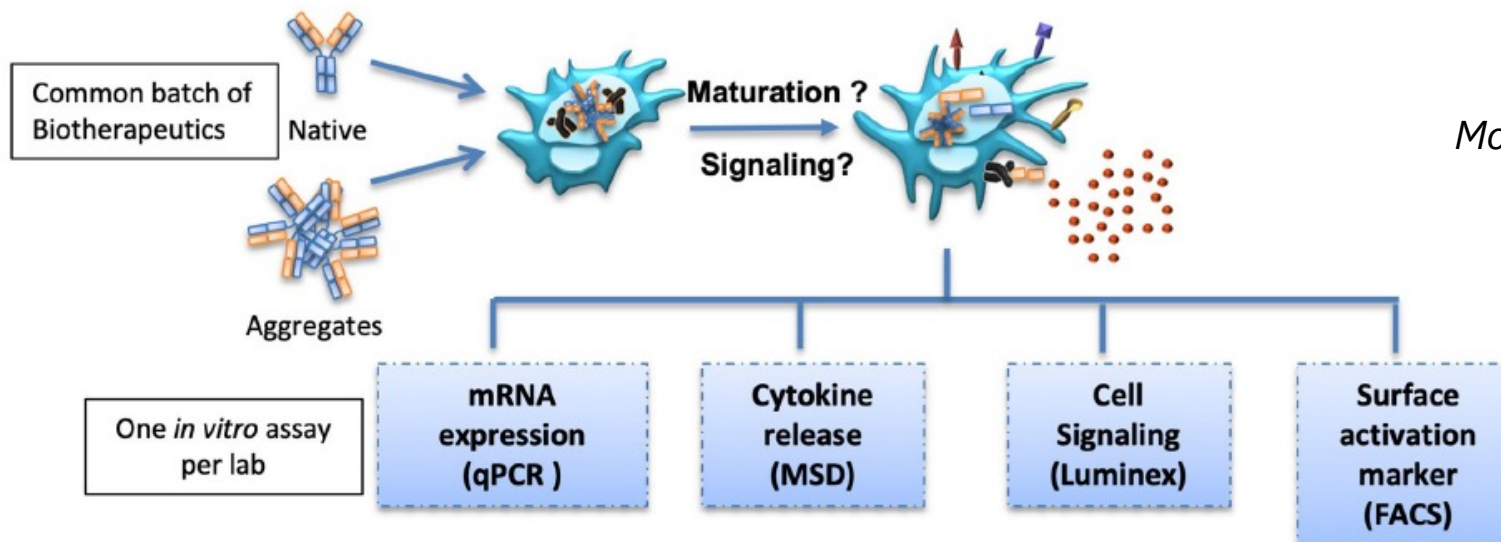 Common batch of
Biotherapeutics
Native
Aggregates
Maturation ?
Signaling?
Mo
One in vitro assay
per lab
mRNA
expression
(qPCR )
Cytokine
release
(MSD)
Cell
Signaling
(Luminex)
Surface
activation
marker
(FACS)